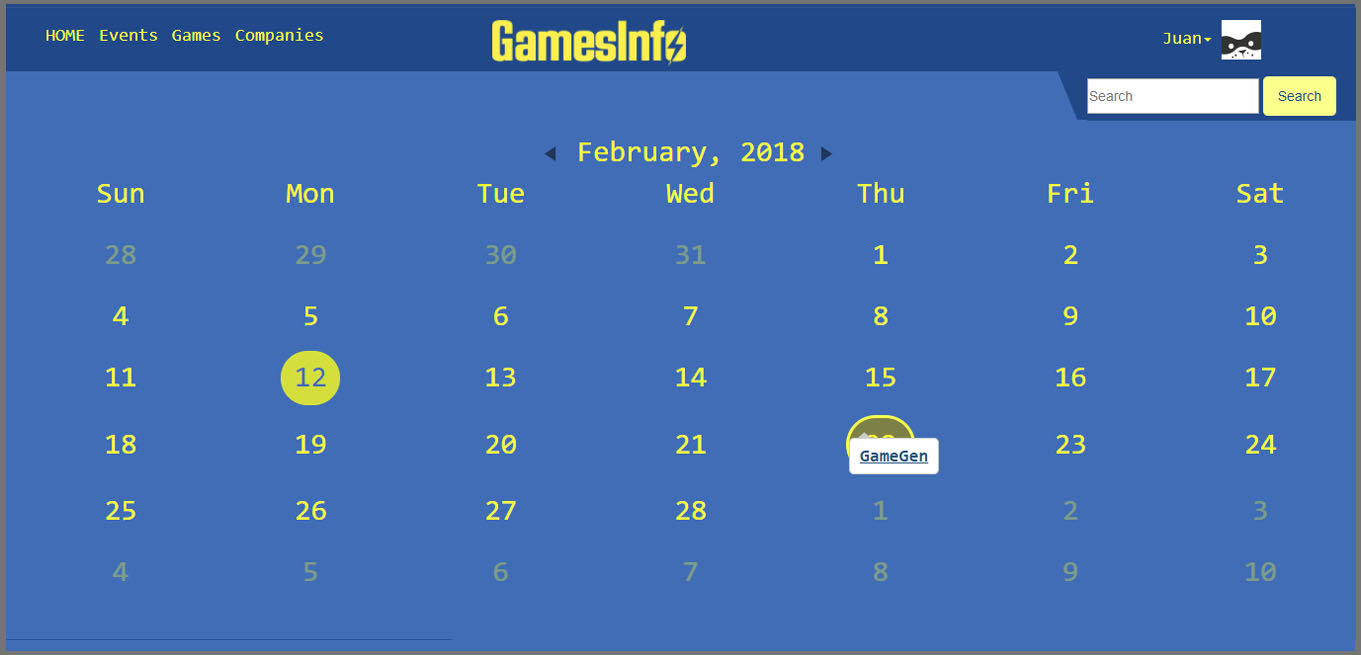 HOME Events Games Companies
GamesInfo
Juan
Search
Search
February, 2018
Sun Mon Tue Wed Thu Fri Sat
28 29 30 31 1 2 3
4 5 6 7 8 9 10
11 12 13 14 15 16 17
18 19 20 21 23 24
GameGen
25 26 27 28 1 2 3
4 5 6 7 8 9 10